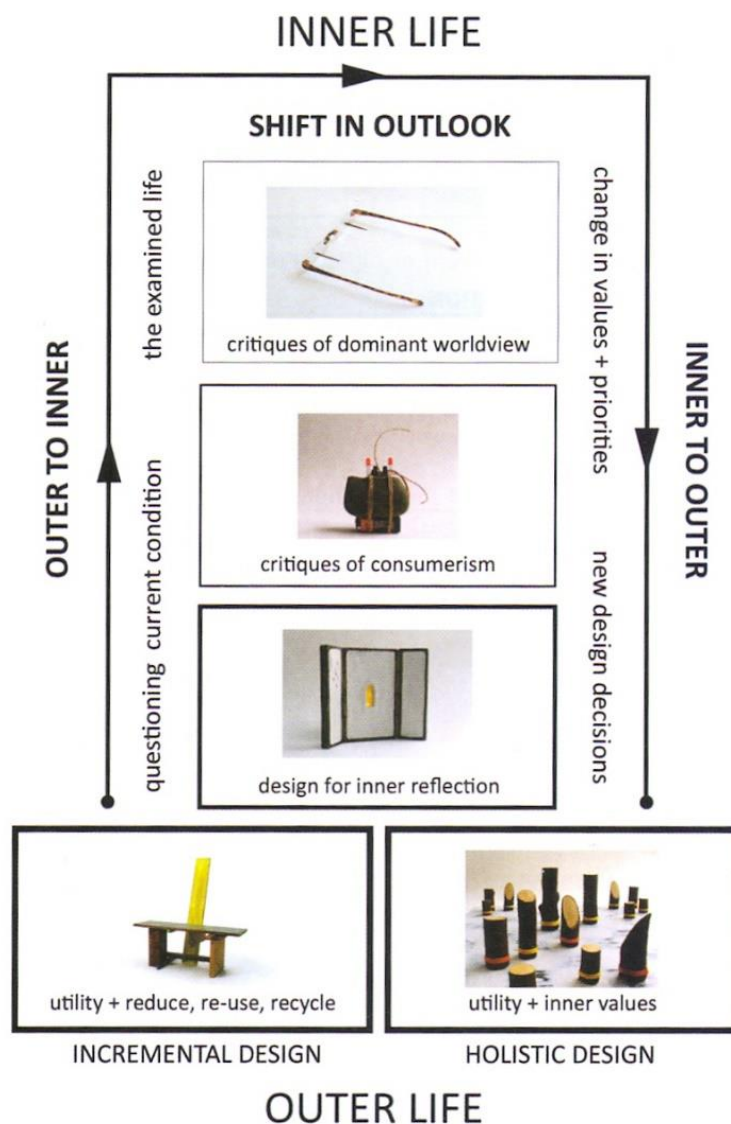 INNER LIFE
SHIFT IN OUTLOOK
the examined life
change in values + priorities
critiques of dominant worldview
OUTER TO INNER
INNER TO OUTER
critiques of consumerism
questioning current condition
new design decisions
design for inner reflection
utility + reduce, re-use, recycle
utility + inner values
INCREMENTAL DESIGN
HOLISTIC DESIGN
OUTER LIFE